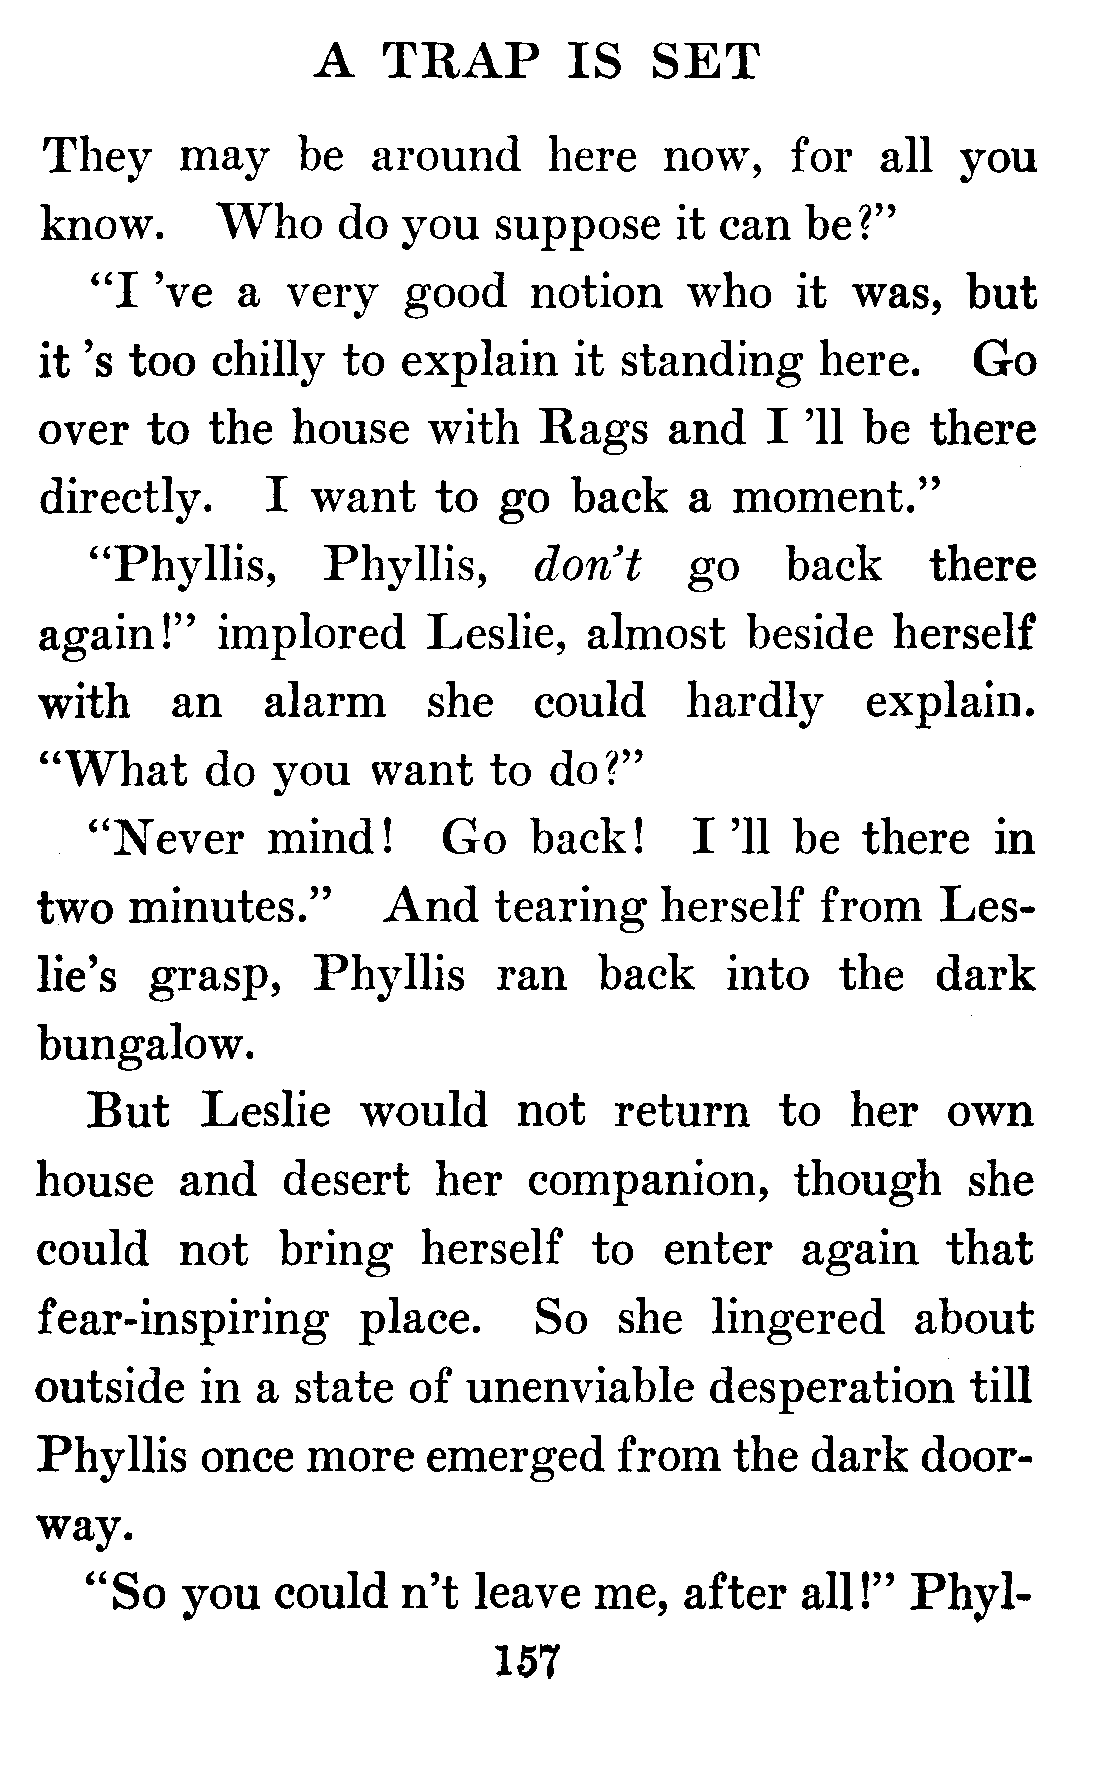 A TRAP IS SET
They may be around here now, for all you
know. Who do you suppose it can be?”
“I ’ve a very good notion who it was, but
it ’s too chilly to explain it standing here. Go
over to the house with Rags and I ’ll be there
directly. I want to go back a moment.”
“Phyllis, Phyllis, don’t go back there
again!” implored Leslie, almost beside herself
with an alarm she could hardly explain.
“What do you want to do?”
“Never mind! Go back! I ’ll be there in
two minutes.” And tearing herself from Les-
lie’s grasp, Phyllis ran back into the dark
bungalow.
But Leslie would not return to her own
house and desert her companion, though she
could not bring herself to enter again that
fear-inspiring place. So she lingered about
outside in a state of unenviable desperation till
Phyllis once more emerged from the dark door-
way.
“So you could n’t leave me, after all!” Phyl-
157